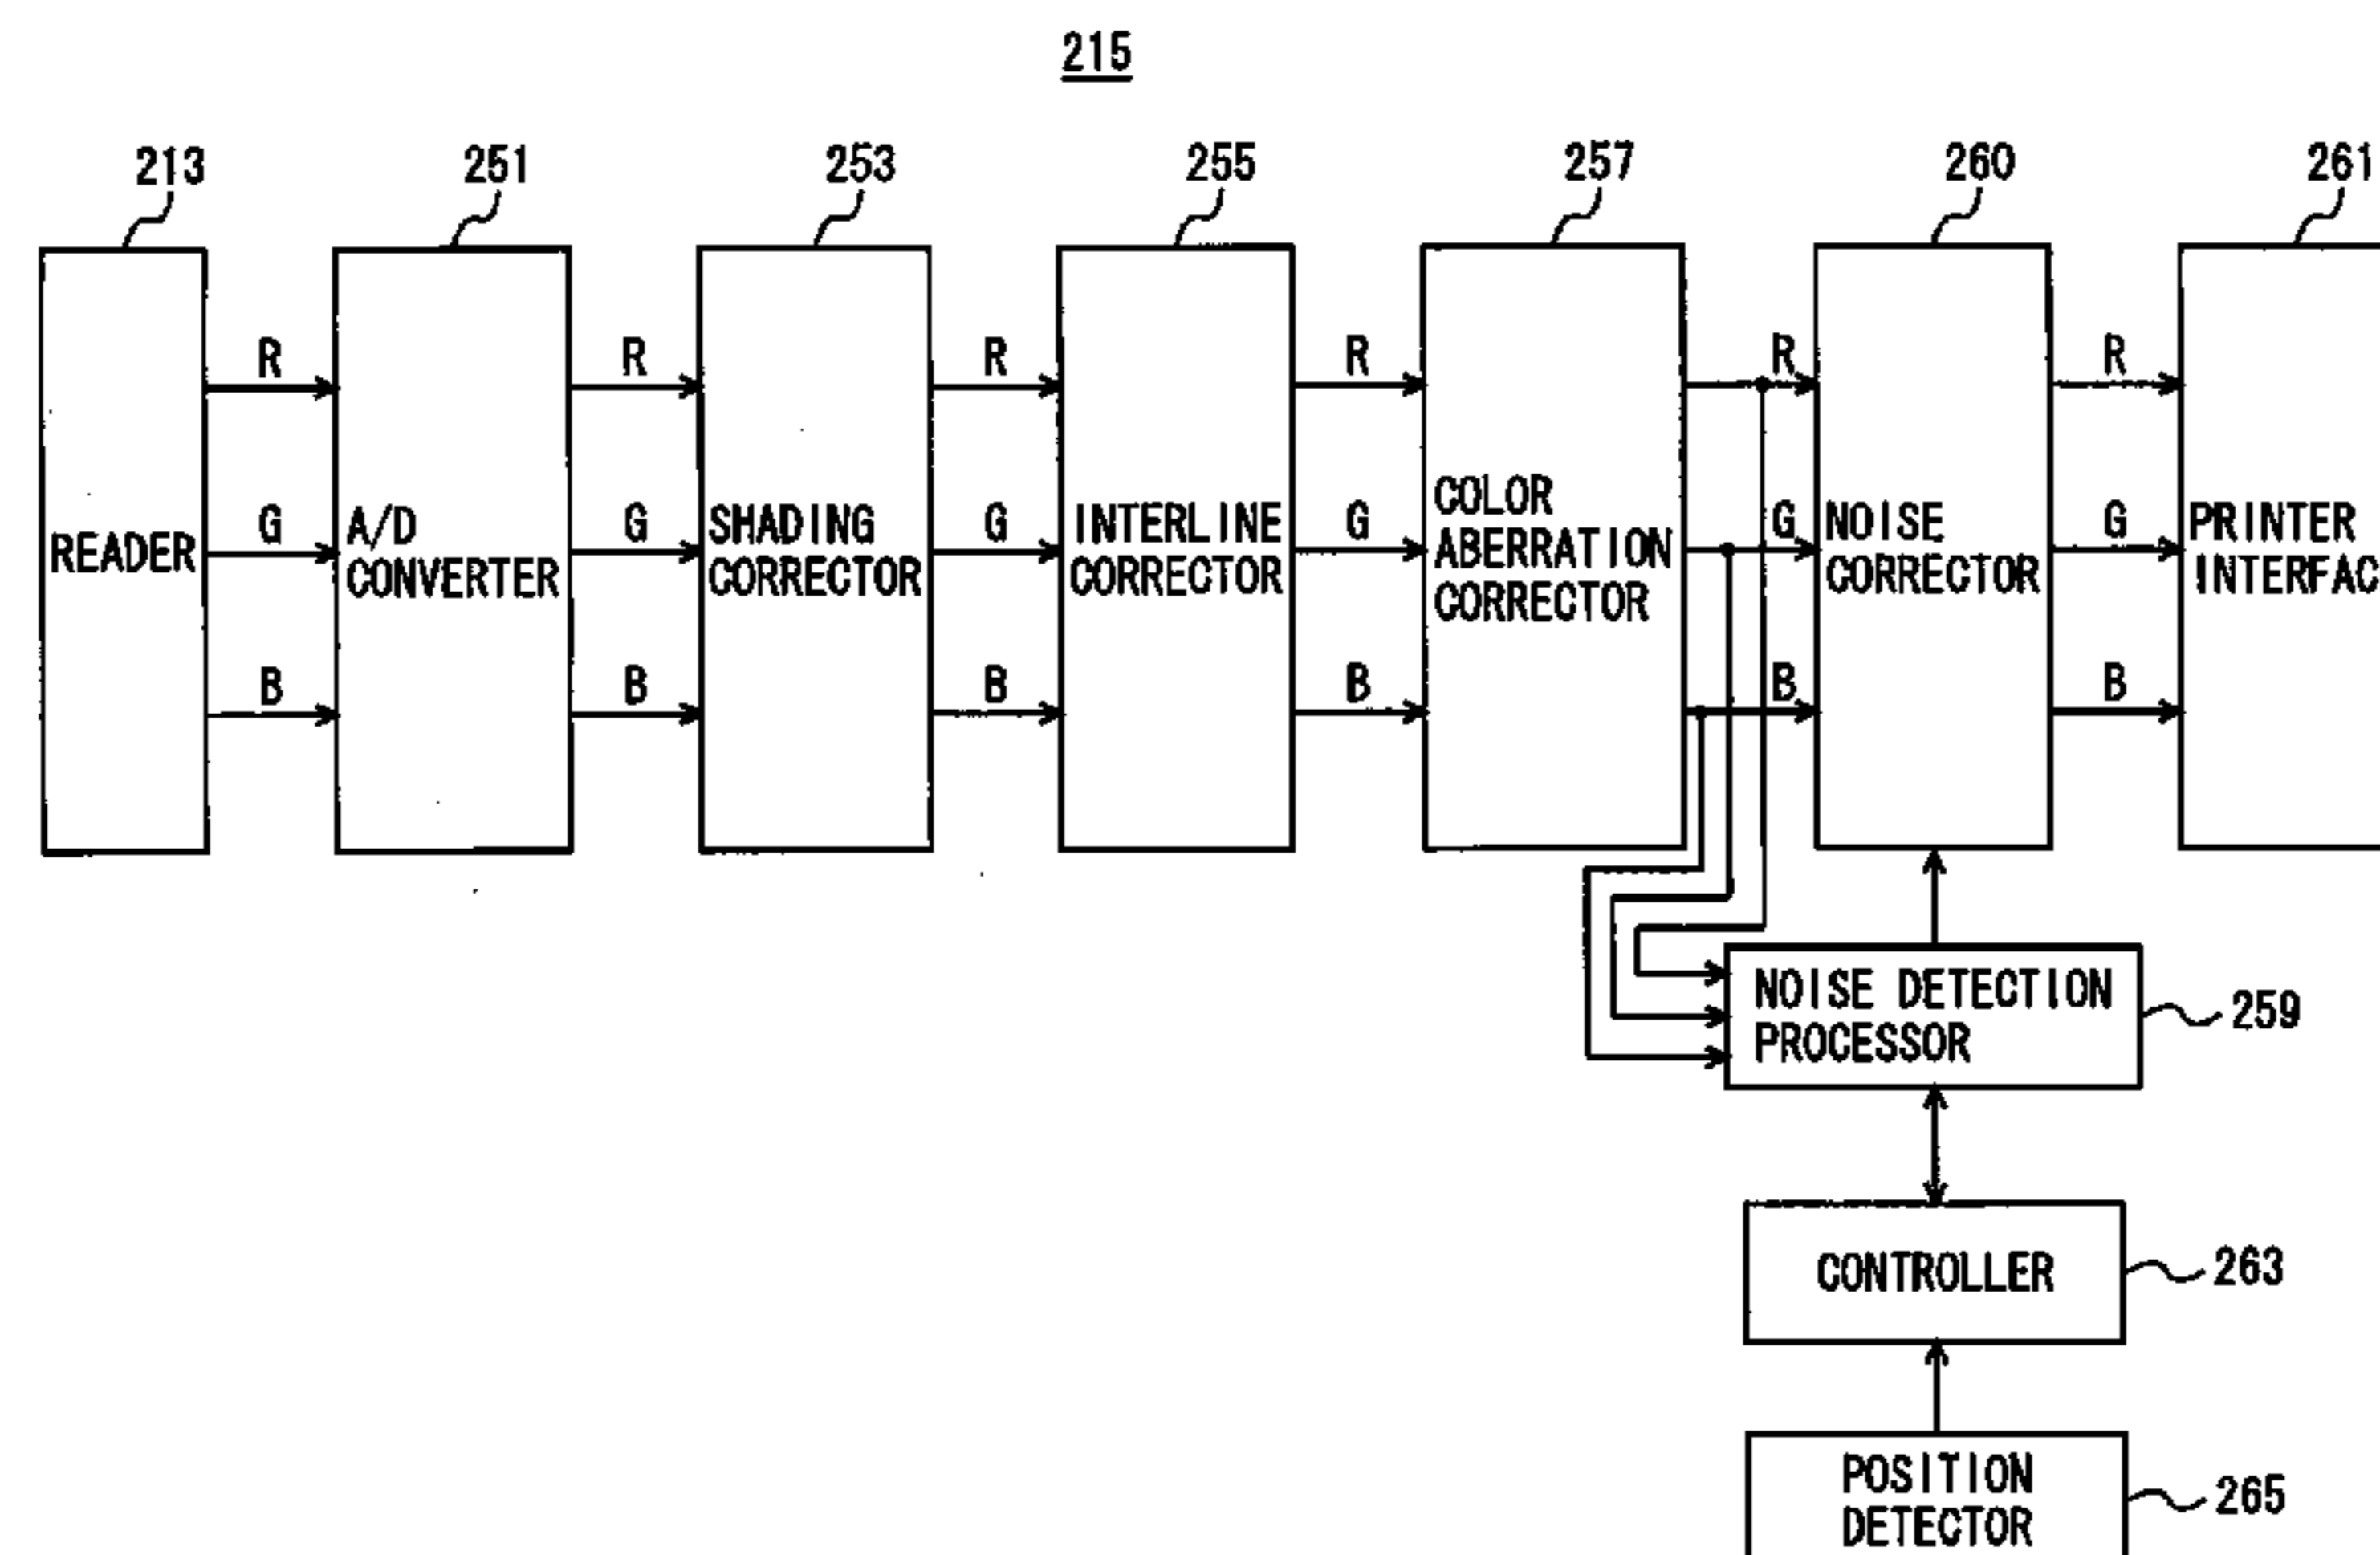 215
213
251
253
255
257
260
261
R
R
R
R
R
R
READER
G
A/D
CONVERTER
G
SHADING
CORRECTOR
G
INTERLINE
CORRECTOR
G
COLOR
ABERRATION
CORRECTOR
G
NOISE
CORRECTOR
G
PRINTER
INTERFAC
B
B
B
B
B
B
NOISE DETECTION
PROCESSOR
259
CONTROLLER
263
POSITION
DETECTOR
265